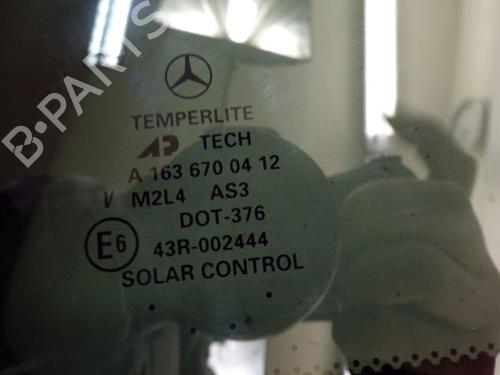 B-PARTS
TEMPERLITE
AP TECH
A 163 670 04 12
V M2L4 AS3
DOT-376
E6 43R-002444
SOLAR CONTROL